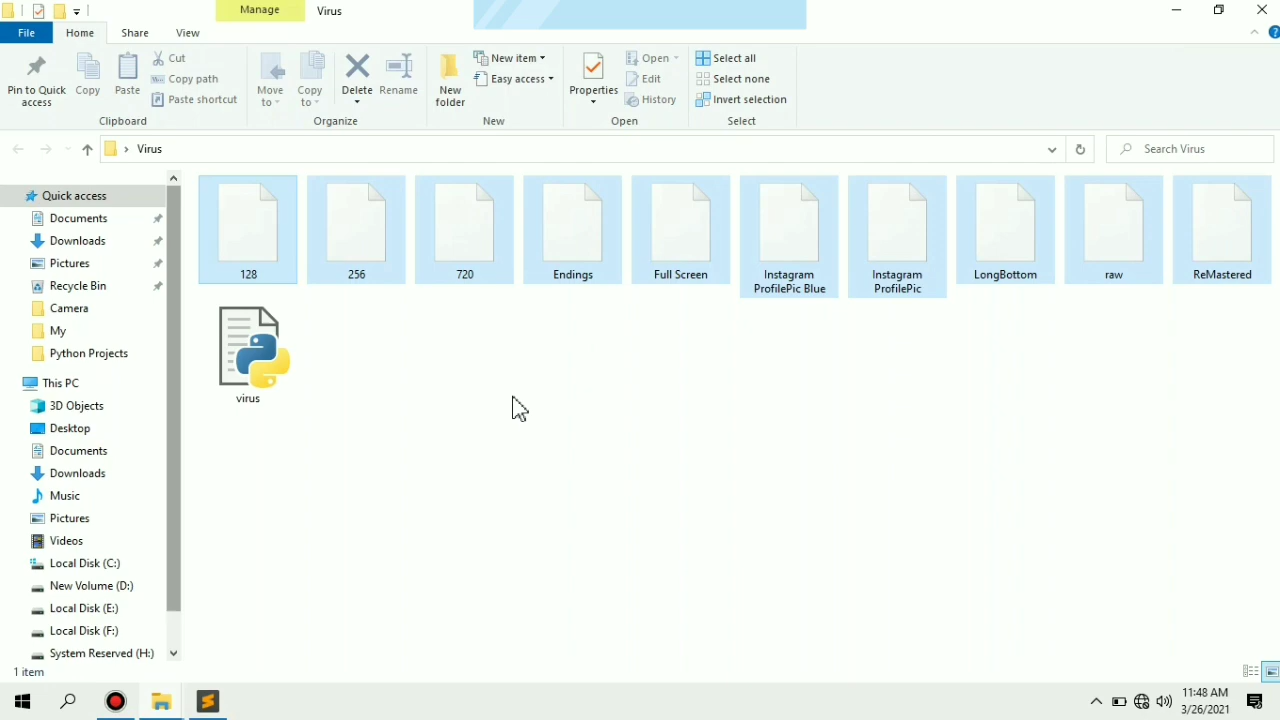 Manage
Virus
File
Home
Share
View
Pin to Quick
access
Copy
Paste
Cut
Copy path
Paste shortcut
Move
to
Copy
to
Delete
Rename
New
folder
New item
Easy access
Properties
Open
Edit
History
Select all
Select none
Invert selection
Clipboard
Organize
New
Open
Select
Virus
Search Virus
Quick access
Documents
Downloads
Pictures
Recycle Bin
Camera
My
Python Projects
This PC
3D Objects
Desktop
Documents
Downloads
Music
Pictures
Videos
Local Disk (C:)
New Volume (D:)
Local Disk (E:)
Local Disk (F:)
System Reserved (H:)
128
256
720
Endings
Full Screen
Instagram
ProfilePic Blue
Instagram
ProfilePic
LongBottom
raw
ReMastered
virus
1 item
11:48 AM
3/26/2021